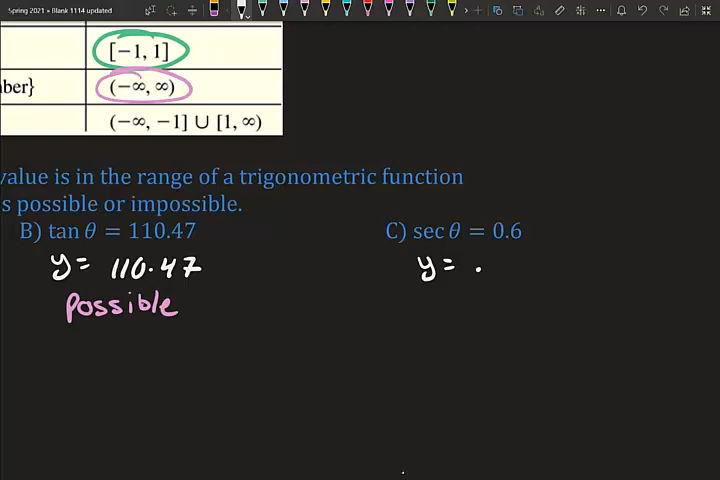 Spring 2021 » Blank 1114 updated
[−1, 1]
ber} (−∞, ∞)
(−∞, −1] ∪ [1, ∞)
value is in the range of a trigonometric function
s possible or impossible.
B) tan θ = 110.47 C) sec θ = 0.6
y = 110.47 y = .
possible